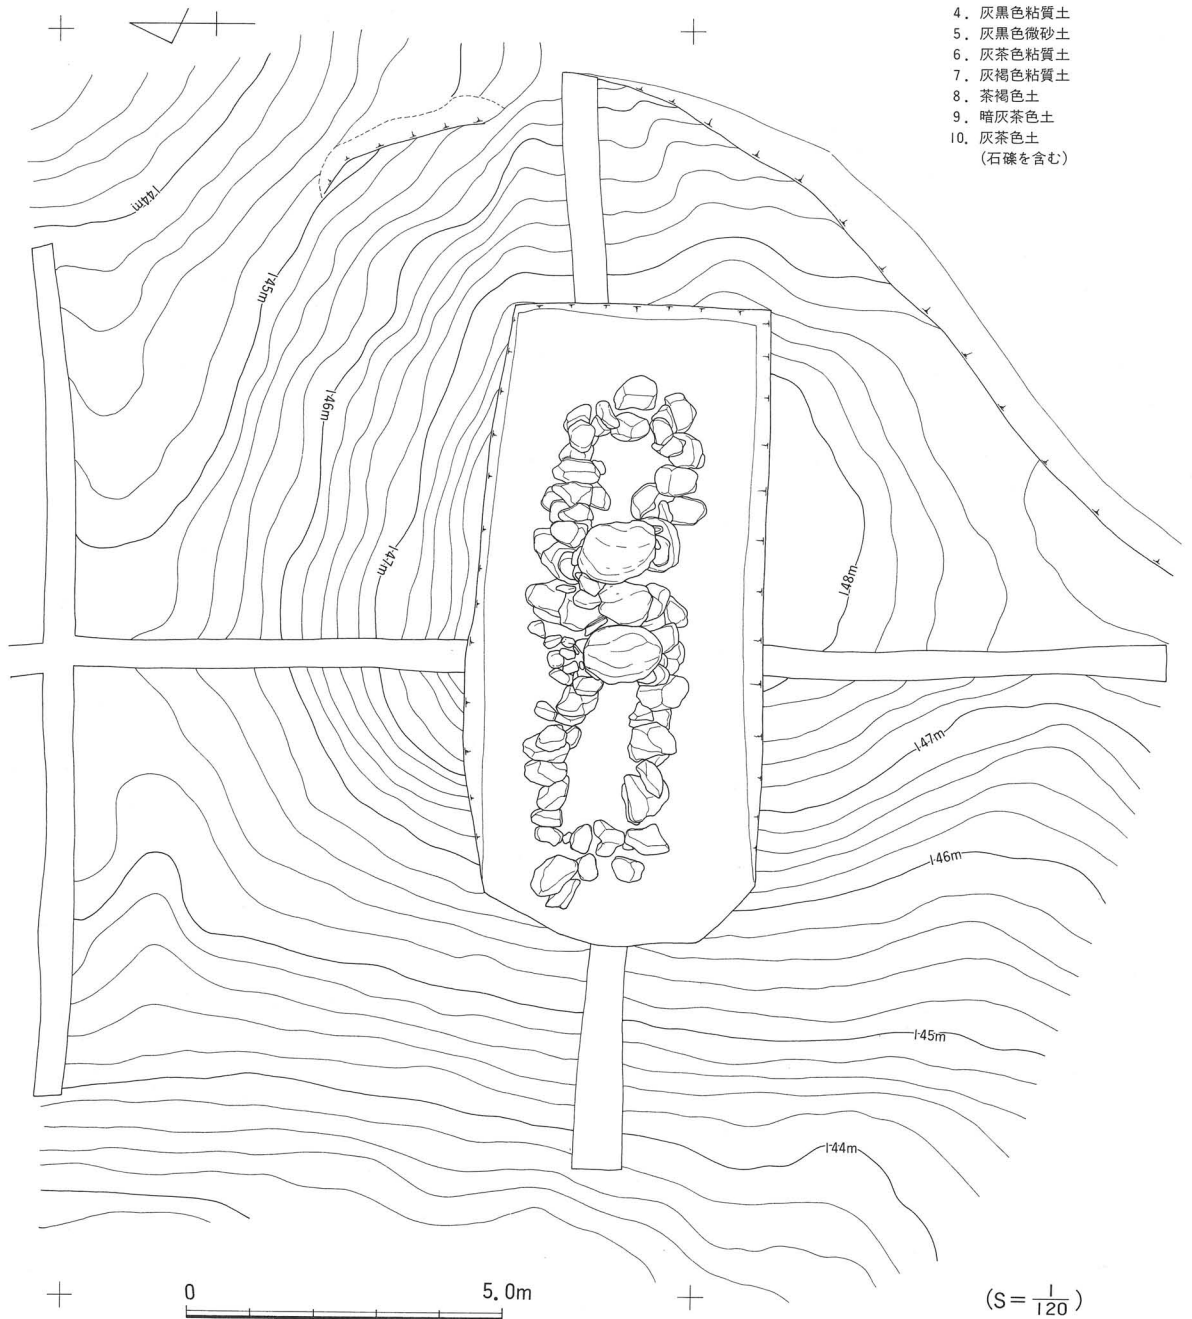 4. 灰黒色粘質土
5. 灰黒色微砂土
6. 灰茶色粘質土
7. 灰褐色粘質土
8. 茶褐色土
9. 暗灰茶色土
10. 灰茶色土
(石礫を含む)
144m
145m
146m
147m
148m
147m
146m
145m
144m
0 5.0m
(S=1/120)